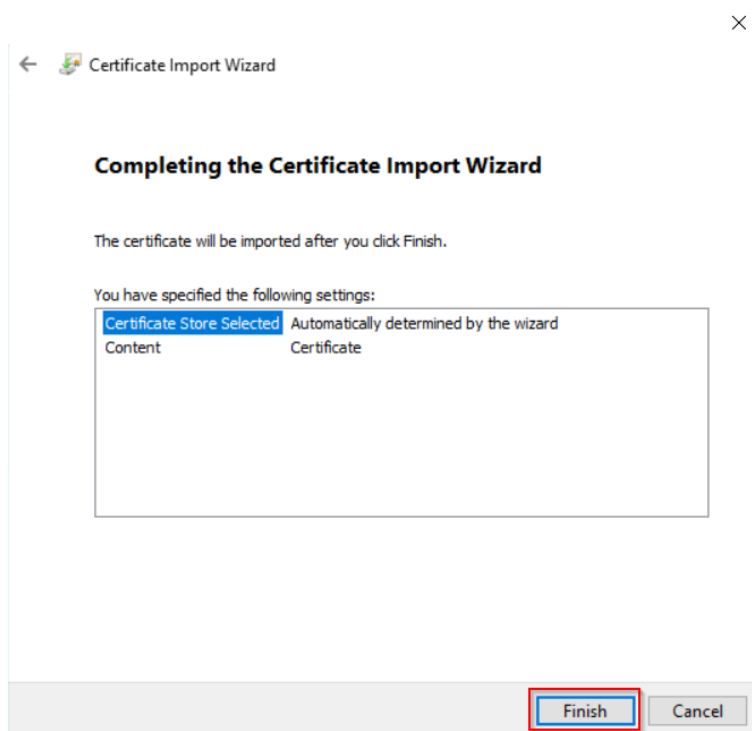 Certificate Import Wizard
Completing the Certificate Import Wizard
The certificate will be imported after you click Finish.
You have specified the following settings:
Certificate Store Selected Automatically determined by the wizard
Content Certificate
Finish Cancel